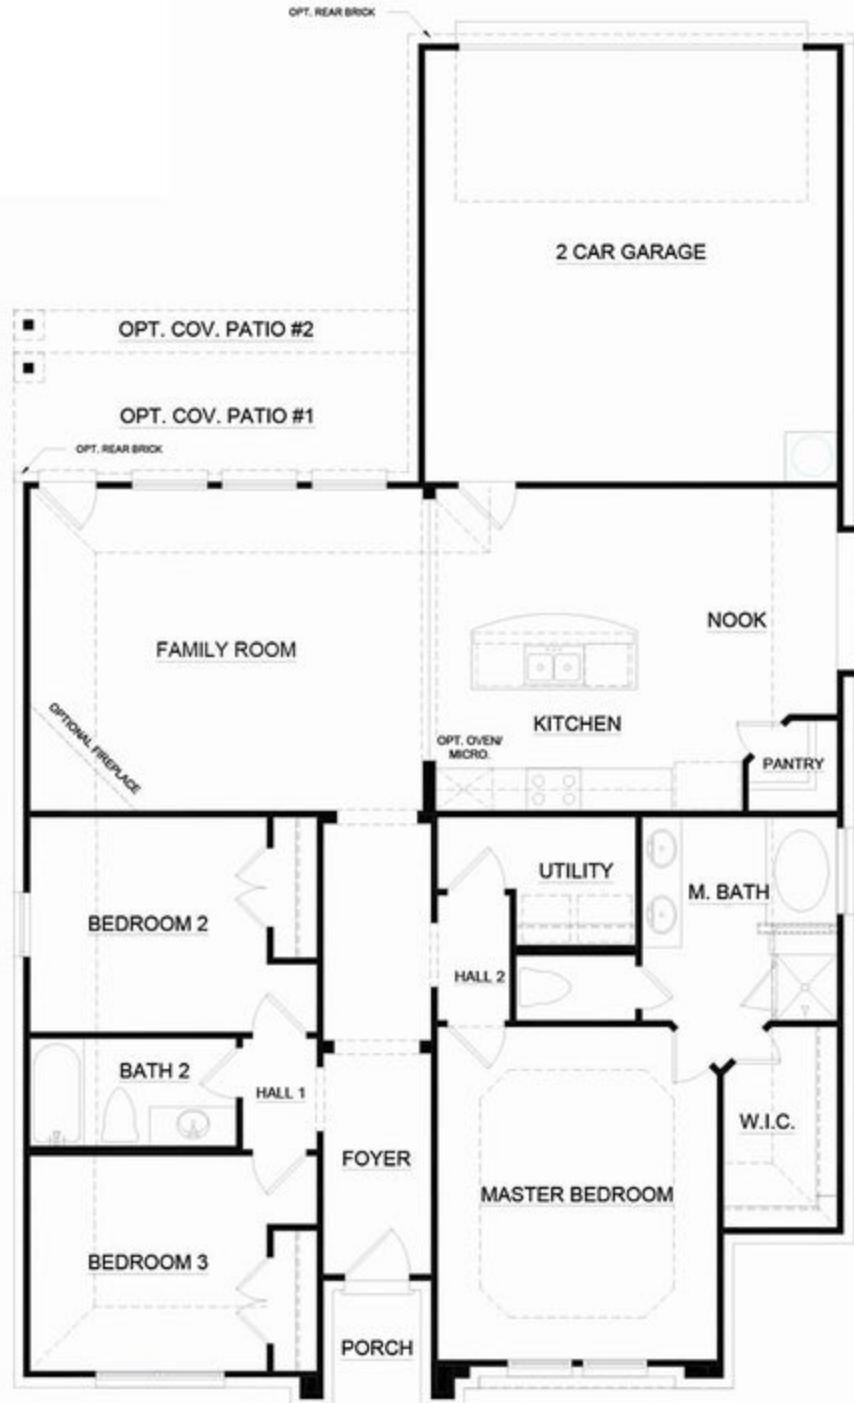 OPT. REAR BRICK
2 CAR GARAGE
OPT. COV. PATIO #2
OPT. COV. PATIO #1
OPT. REAR BRICK
NOOK
FAMILY ROOM
KITCHEN
OPTIONAL FIREPLACE
OPT. OVEN/
MICRO.
PANTRY
UTILITY
M. BATH
BEDROOM 2
HALL 2
BATH 2
HALL 1
W.I.C.
FOYER
MASTER BEDROOM
BEDROOM 3
PORCH